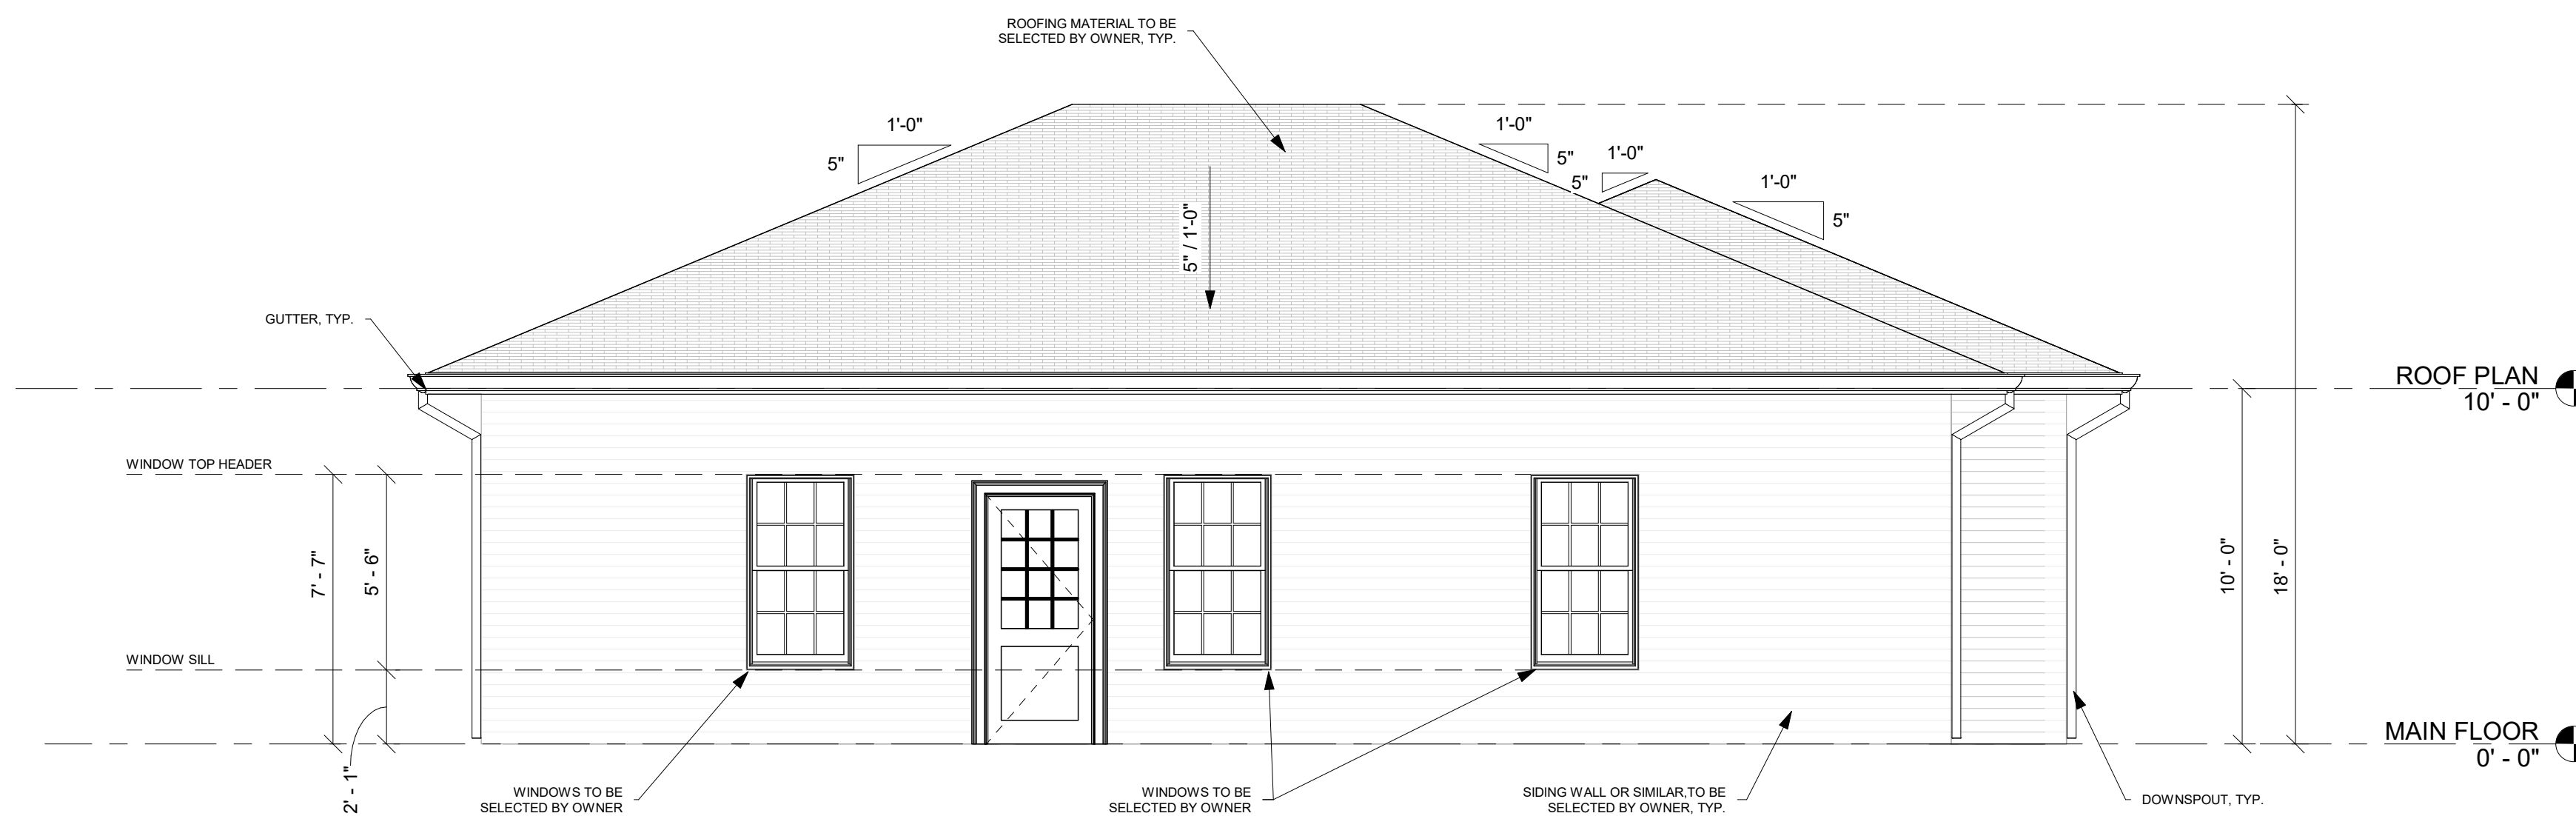 ROOFING MATERIAL TO BE
SELECTED BY OWNER, TYP.
1'-0"
5"
1'-0"
5"
1'-0"
5"
1'-0"
5"
5" / 1'-0"
GUTTER, TYP.
ROOF PLAN
10' - 0"
WINDOW TOP HEADER
7' - 7"
5' - 6"
10' - 0"
18' - 0"
WINDOW SILL
MAIN FLOOR
0' - 0"
2' - 1"
WINDOWS TO BE
SELECTED BY OWNER
WINDOWS TO BE
SELECTED BY OWNER
SIDING WALL OR SIMILAR,TO BE
SELECTED BY OWNER, TYP.
DOWNSPOUT, TYP.